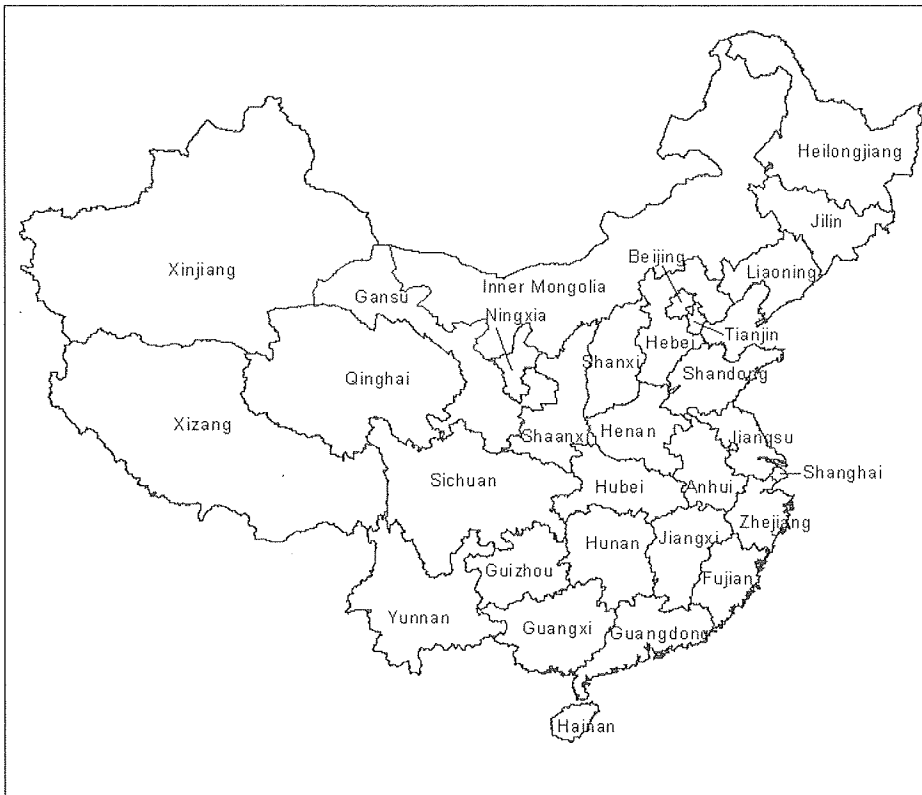 Heilongjiang
Jilin
Beijing
Liaoning
Xinjiang
Inner Mongolia
Gansu
Ningxia
Tianjin
Hebei
Shanxi
Shandong
Qinghai
Xizang
Shaanxi
Henan
Jiangsu
Shanghai
Sichuan
Hubei
Anhui
Zhejiang
Hunan
Jiangxi
Guizhou
Fujian
Yunnan
Guangxi
Guangdong
Hainan